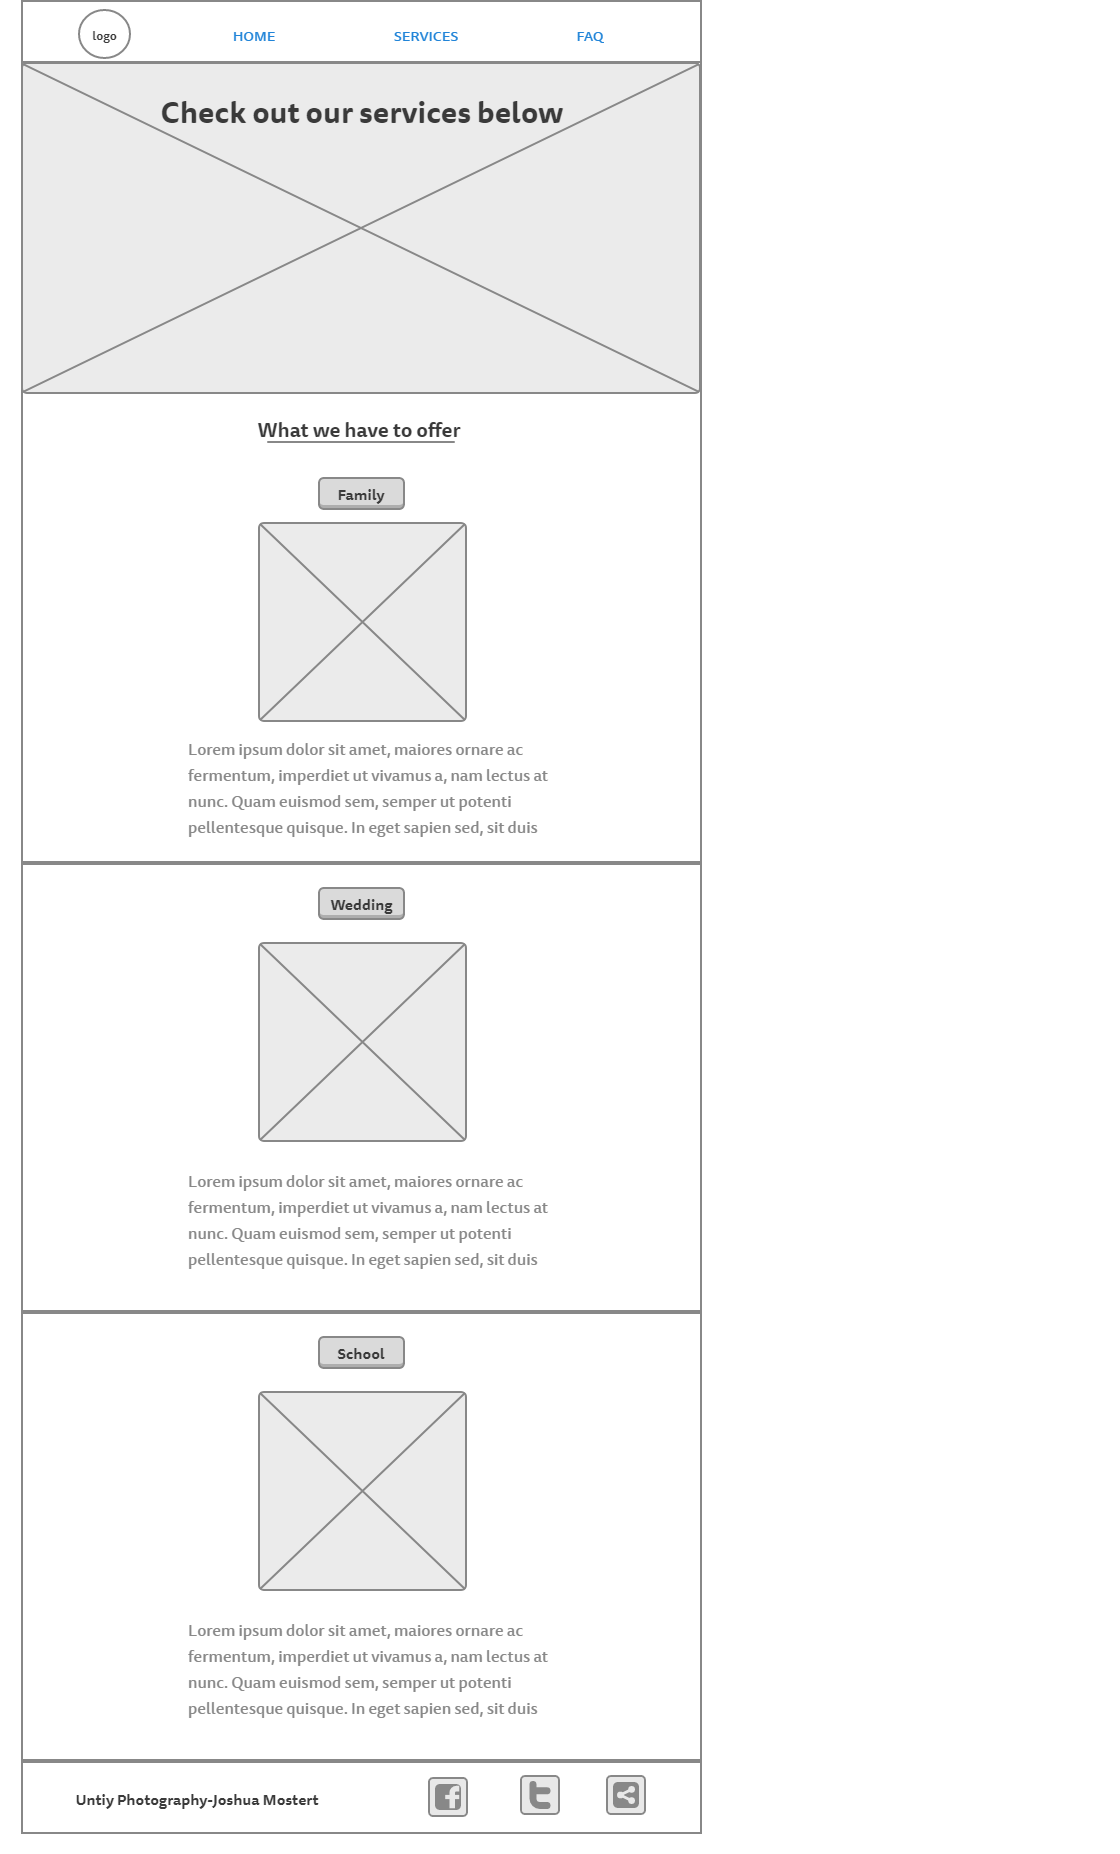 logo
HOME
SERVICES
FAQ
Check out our services below
What we have to offer
Family
Lorem ipsum dolor sit amet, maiores ornare ac
fermentum, imperdiet ut vivamus a, nam lectus at
nunc. Quam euismod sem, semper ut potenti
pellentesque quisque. In eget sapien sed, sit duis
Wedding
Lorem ipsum dolor sit amet, maiores ornare ac
fermentum, imperdiet ut vivamus a, nam lectus at
nunc. Quam euismod sem, semper ut potenti
pellentesque quisque. In eget sapien sed, sit duis
School
Lorem ipsum dolor sit amet, maiores ornare ac
fermentum, imperdiet ut vivamus a, nam lectus at
nunc. Quam euismod sem, semper ut potenti
pellentesque quisque. In eget sapien sed, sit duis
Untiy Photography-Joshua Mostert